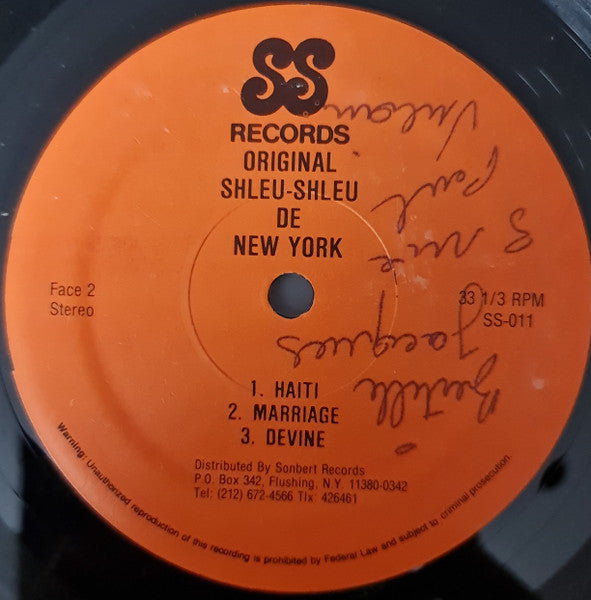 SS
RECORDS
ORIGINAL
SHLEU-SHLEU
DE
NEW YORK
Face 2
Stereo
33 1/3 RPM
SS-011
1. HAITI
2. MARRIAGE
3. DEVINE
Distributed By Sonbert Records
P.O. Box 342, Flushing, N.Y. 11380-0342
Tel: (212) 672-4566 Tlx: 426461
Warning: Unauthorized reproduction of this recording is prohibited by Federal Law and subject to criminal prosecution.
Jacques
Paul
Vulcain